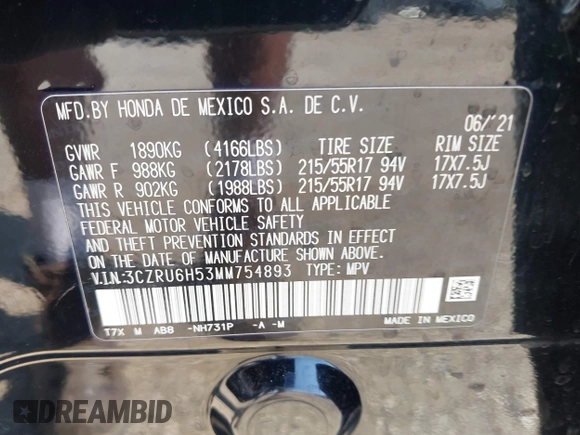 MFD.BY HONDA DE MEXICO S.A. DE C.V.
06/'21
GVWR 1890KG (4166LBS) TIRE SIZE RIM SIZE
GAWR F 988KG (2178LBS) 215/55R17 94V 17X7.5J
GAWR R 902KG (1988LBS) 215/55R17 94V 17X7.5J
THIS VEHICLE CONFORMS TO ALL APPLICABLE
FEDERAL MOTOR VEHICLE SAFETY
AND THEFT PREVENTION STANDARDS IN EFFECT
ON THE DATE OF MANUFACTURE SHOWN ABOVE.
V.I.N:3CZRU6H53MM754893 TYPE: MPV
T7X M AB8 -NH731P -A -M
MADE IN MEXICO
DREAMBID